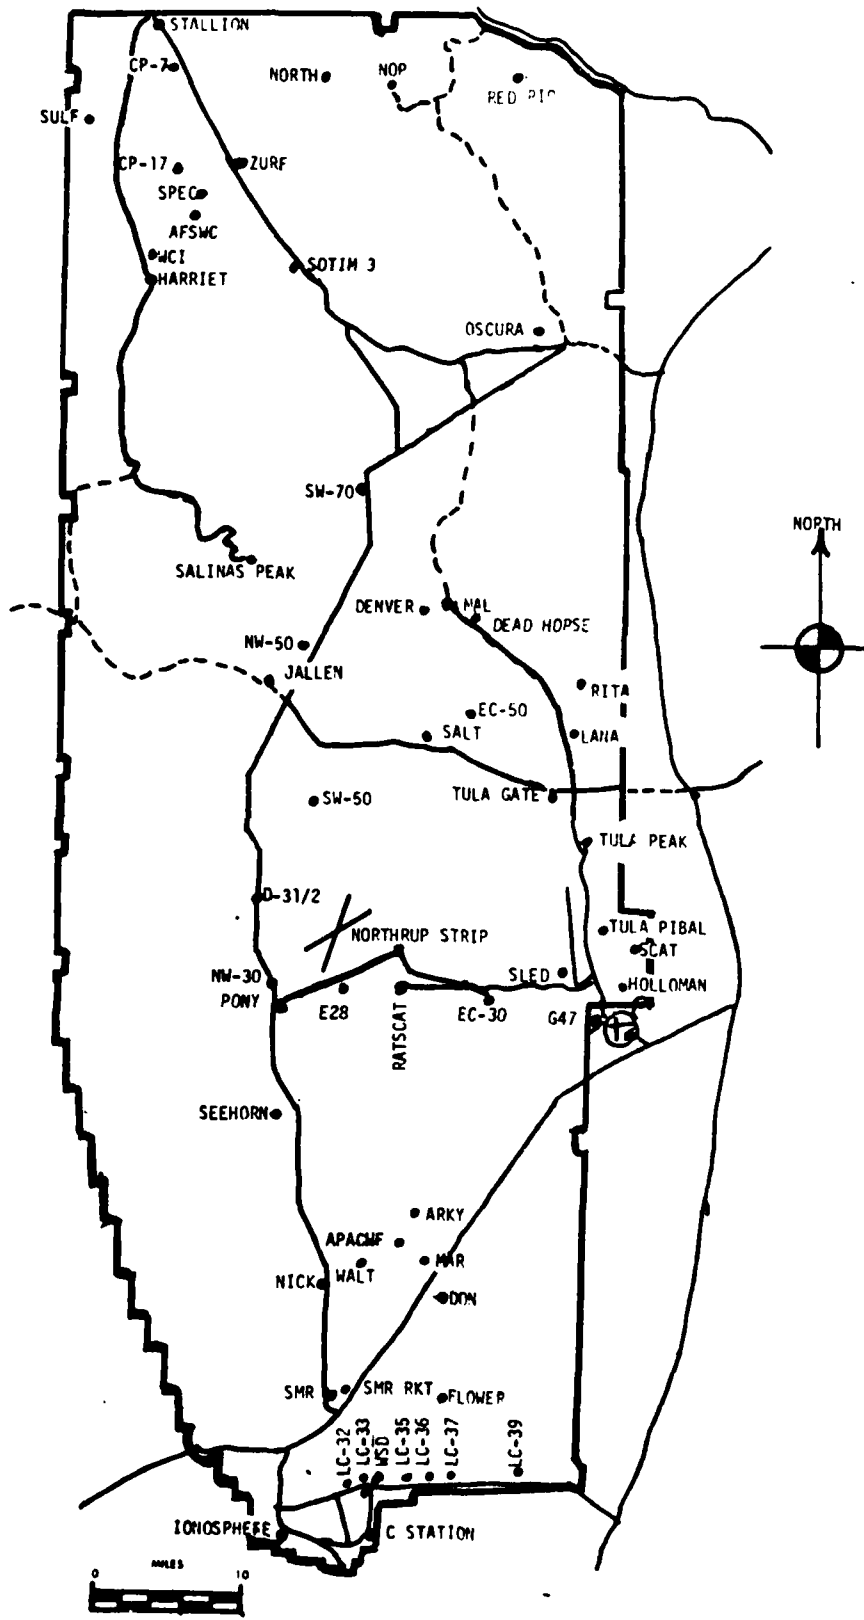 STALLION
CP-7
NORTH
NOP
RED RIO
SULF
CP-17
ZURF
SPEC
AFSWC
WCI
HARRIET
SOTIM 3
OSCURA
SW-70
NORTH
SALINAS PEAK
DENVER
MAL
DEAD HOPSE
NW-50
JALLEN
RITA
EC-50
SALT
LANA
SW-50
TULA GATE
TULA PEAK
D-31/2
TULA PIBAL
NORTHRUP STRIP
SCAT
NW-30
SLED
HOLLOMAN
PONY
E28
RATSCAT
EC-30
G47
SEEHORN
ARKY
APACHE
MAR
WALT
NICK
DON
SMR
SMR RKT
FLOWER
LC-32
LC-33
WSD
LC-35
LC-36
LC-37
LC-39
IONOSPHERE
C STATION
MILES
0 10